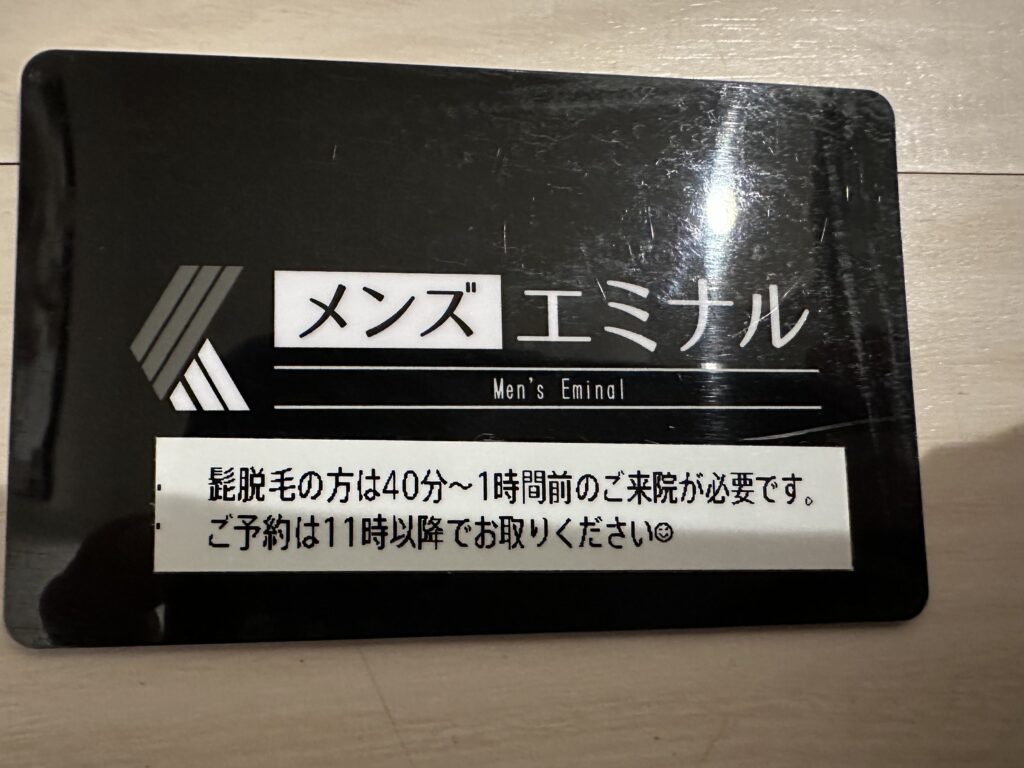 メンズ エミナル
Men's Eminal
髭脱毛の方は40分～1時間前のご来院が必要です。
ご予約は11時以降でお取りください☺